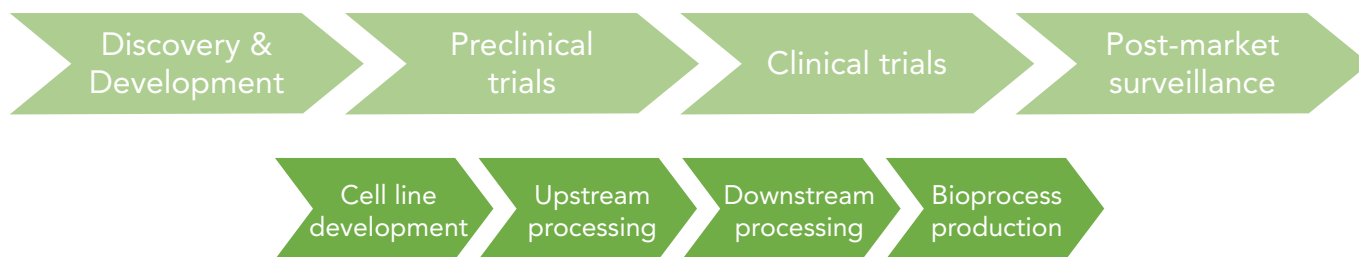 Discovery &
Development
Preclinical
trials
Clinical trials
Post-market
surveillance
Cell line
development
Upstream
processing
Downstream
processing
Bioprocess
production